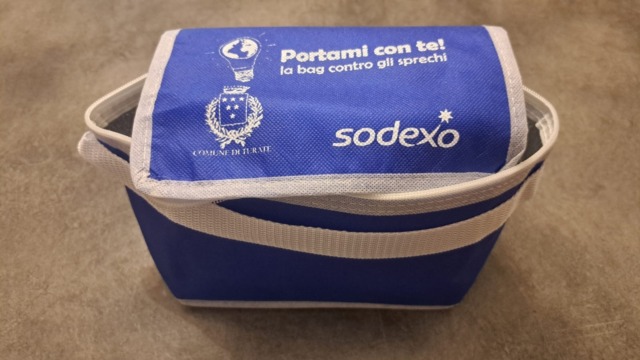 Portami con te!
la bag contro gli sprechi
COMUNE DI TURATE
sodexo